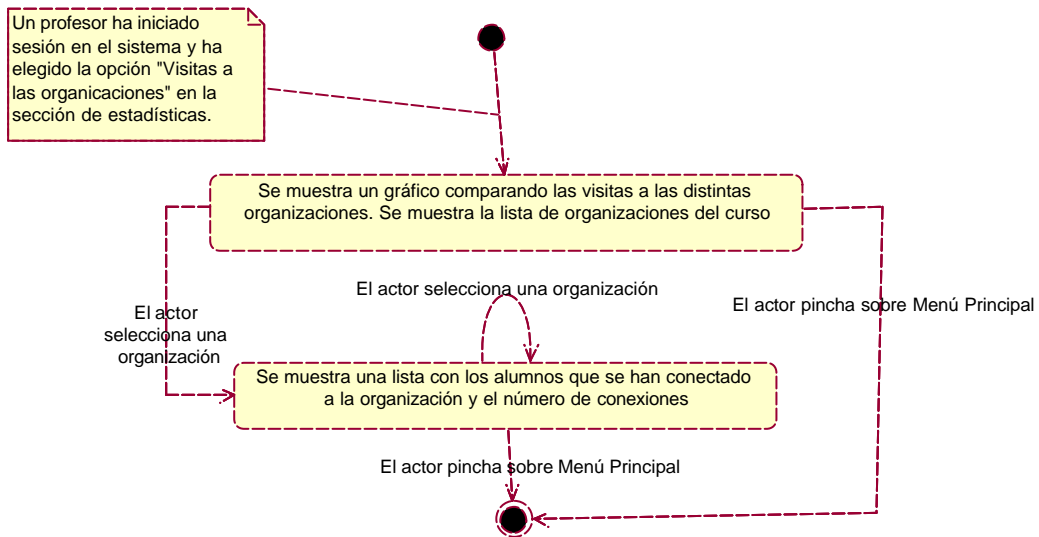 Un profesor ha iniciado
sesión en el sistema y ha
elegido la opción "Visitas a
las organicaciones" en la
sección de estadísticas.
Se muestra un gráfico comparando las visitas a las distintas
organizaciones. Se muestra la lista de organizaciones del curso
El actor selecciona una organización
El actor pincha sobre Menú Principal
El actor
selecciona una
organización
Se muestra una lista con los alumnos que se han conectado
a la organización y el número de conexiones
El actor pincha sobre Menú Principal